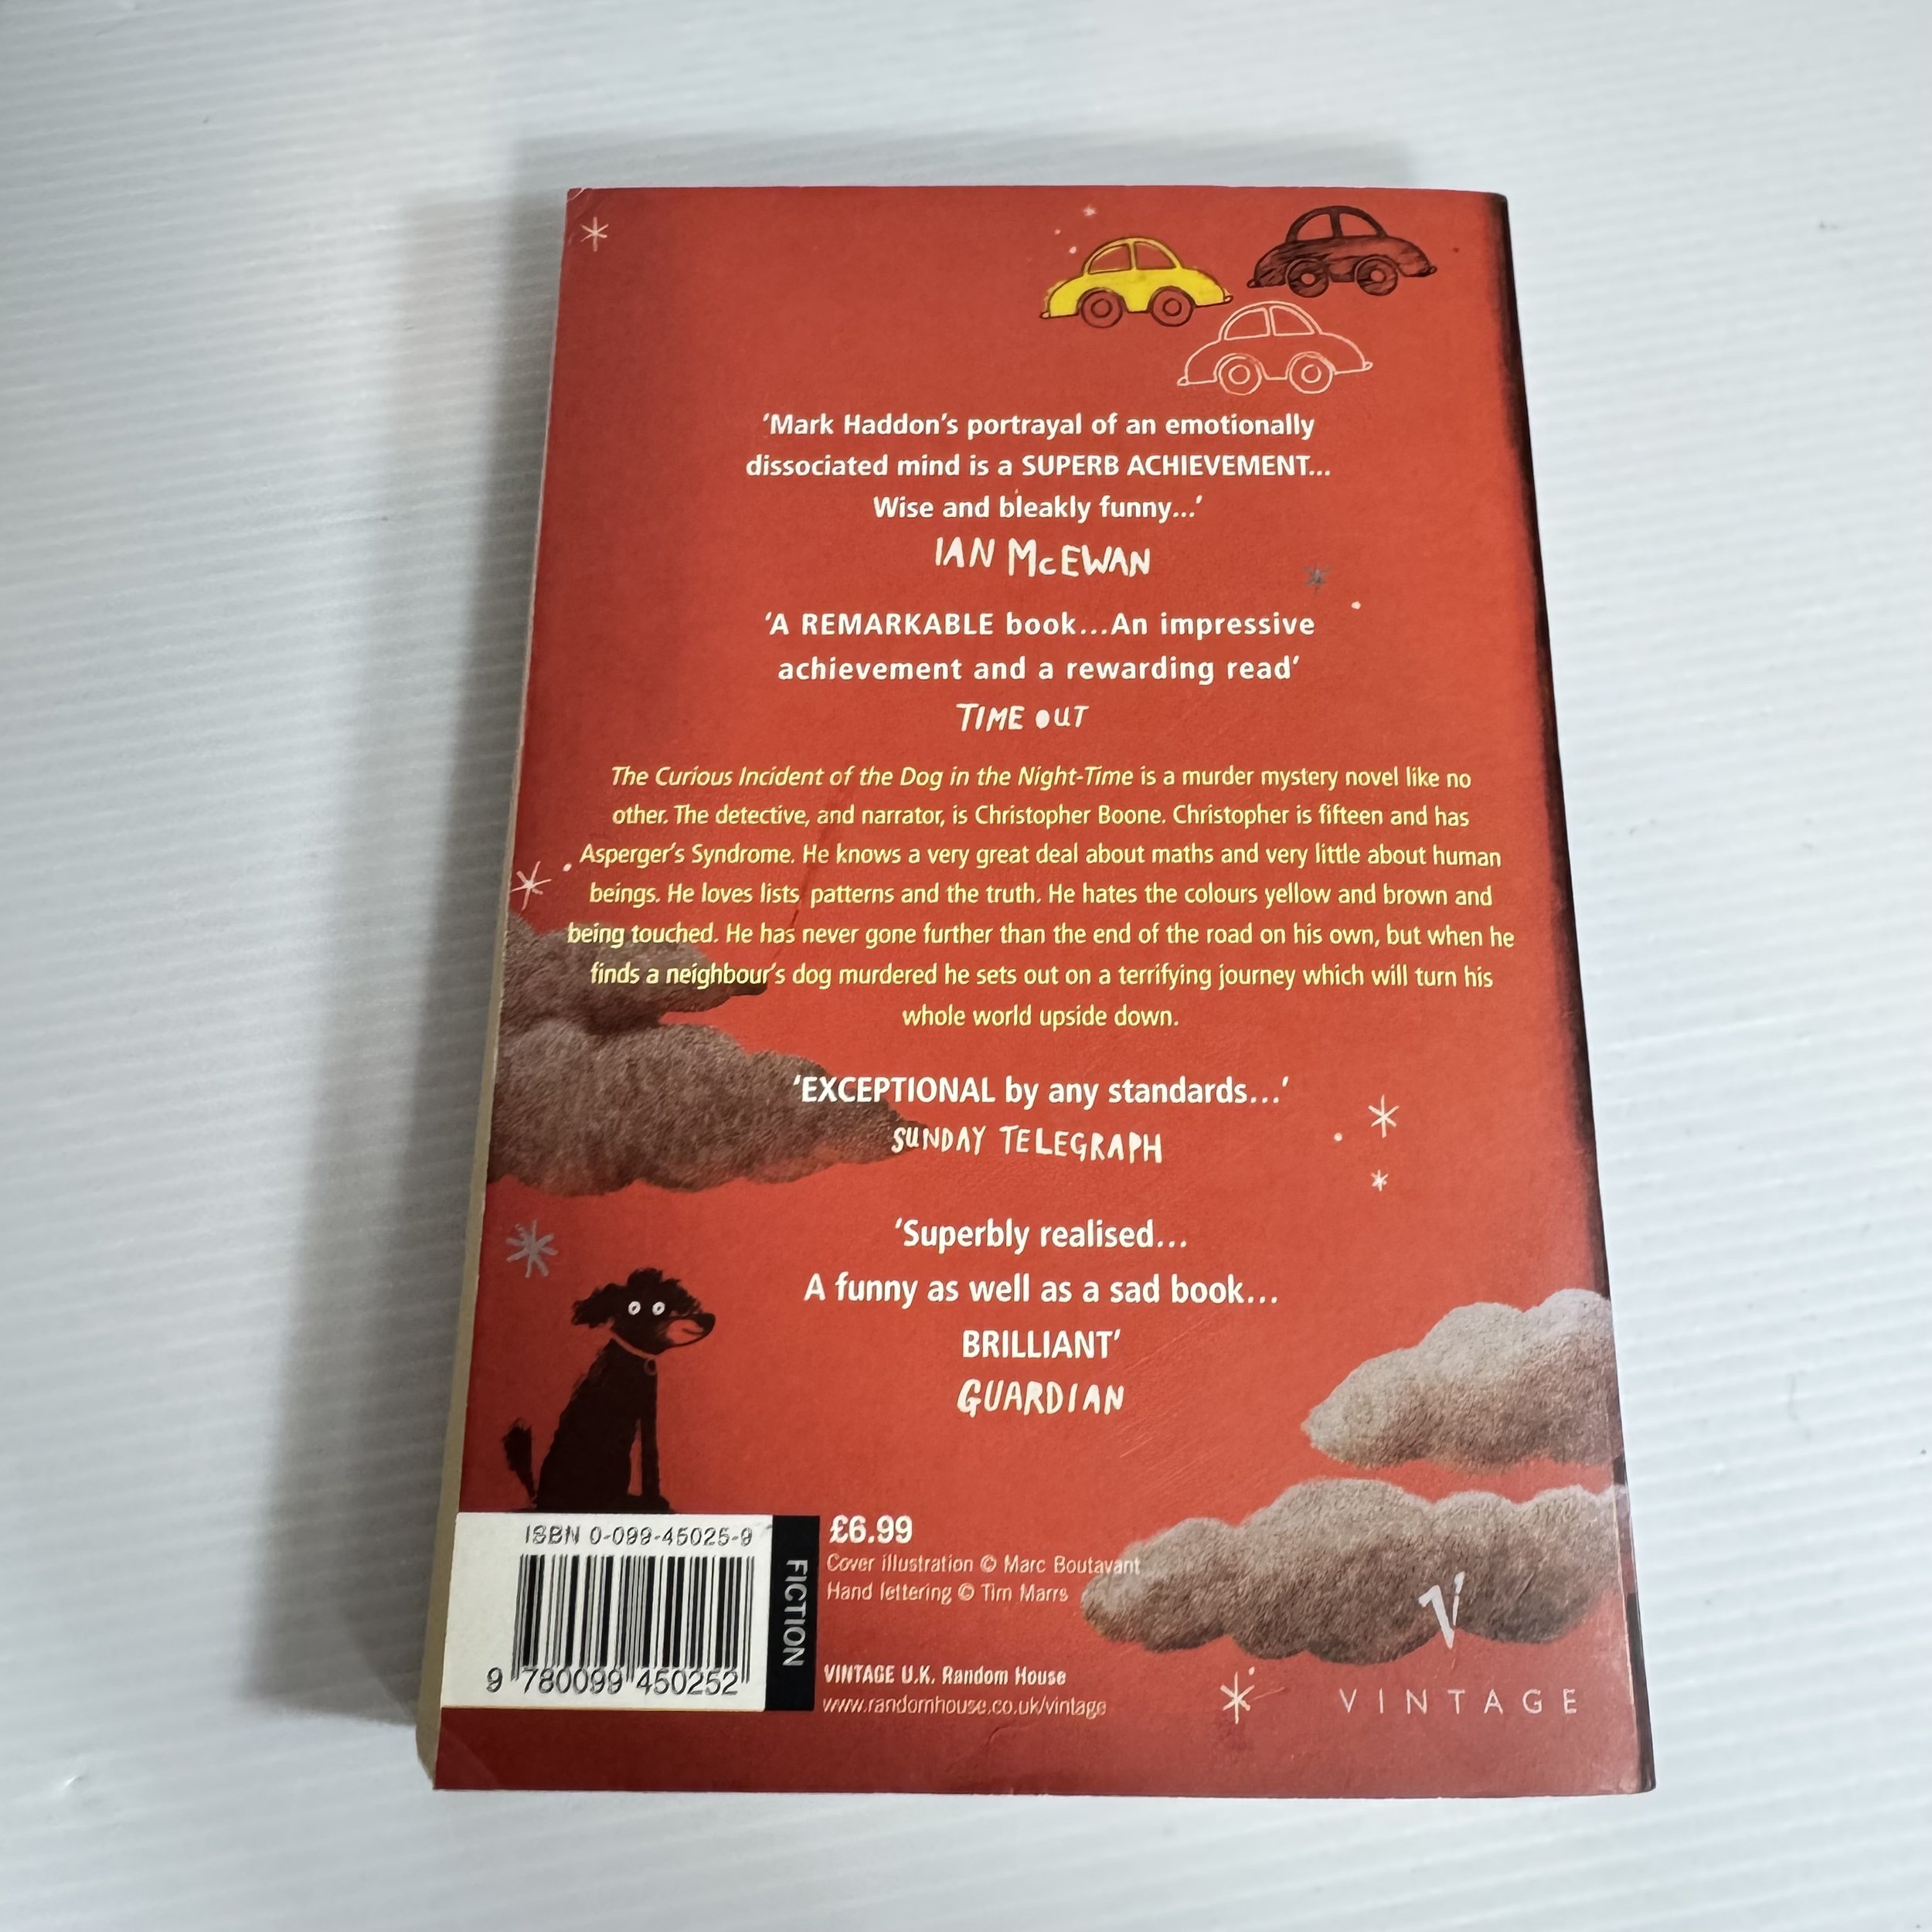 ‘Mark Haddon’s portrayal of an emotionally
dissociated mind is a SUPERB ACHIEVEMENT...
Wise and bleakly funny...’
IAN McEWAN
‘A REMARKABLE book...An impressive
achievement and a rewarding read’
TIME OUT
The Curious Incident of the Dog in the Night-Time is a murder mystery novel like no
other. The detective, and narrator, is Christopher Boone. Christopher is fifteen and has
Asperger’s Syndrome. He knows a very great deal about maths and very little about human
beings. He loves lists, patterns and the truth. He hates the colours yellow and brown and
being touched. He has never gone further than the end of the road on his own, but when he
finds a neighbour’s dog murdered he sets out on a terrifying journey which will turn his
whole world upside down.
‘EXCEPTIONAL by any standards...’
SUNDAY TELEGRAPH
‘Superbly realised...
A funny as well as a sad book...
BRILLIANT’
GUARDIAN
ISBN 0-099-45025-9
9 780099 450252
FICTION
£6.99
Cover illustration © Marc Boutavant
Hand lettering © Tim Marrs
VINTAGE U.K. Random House
www.randomhouse.co.uk/vintage
V
VINTAGE